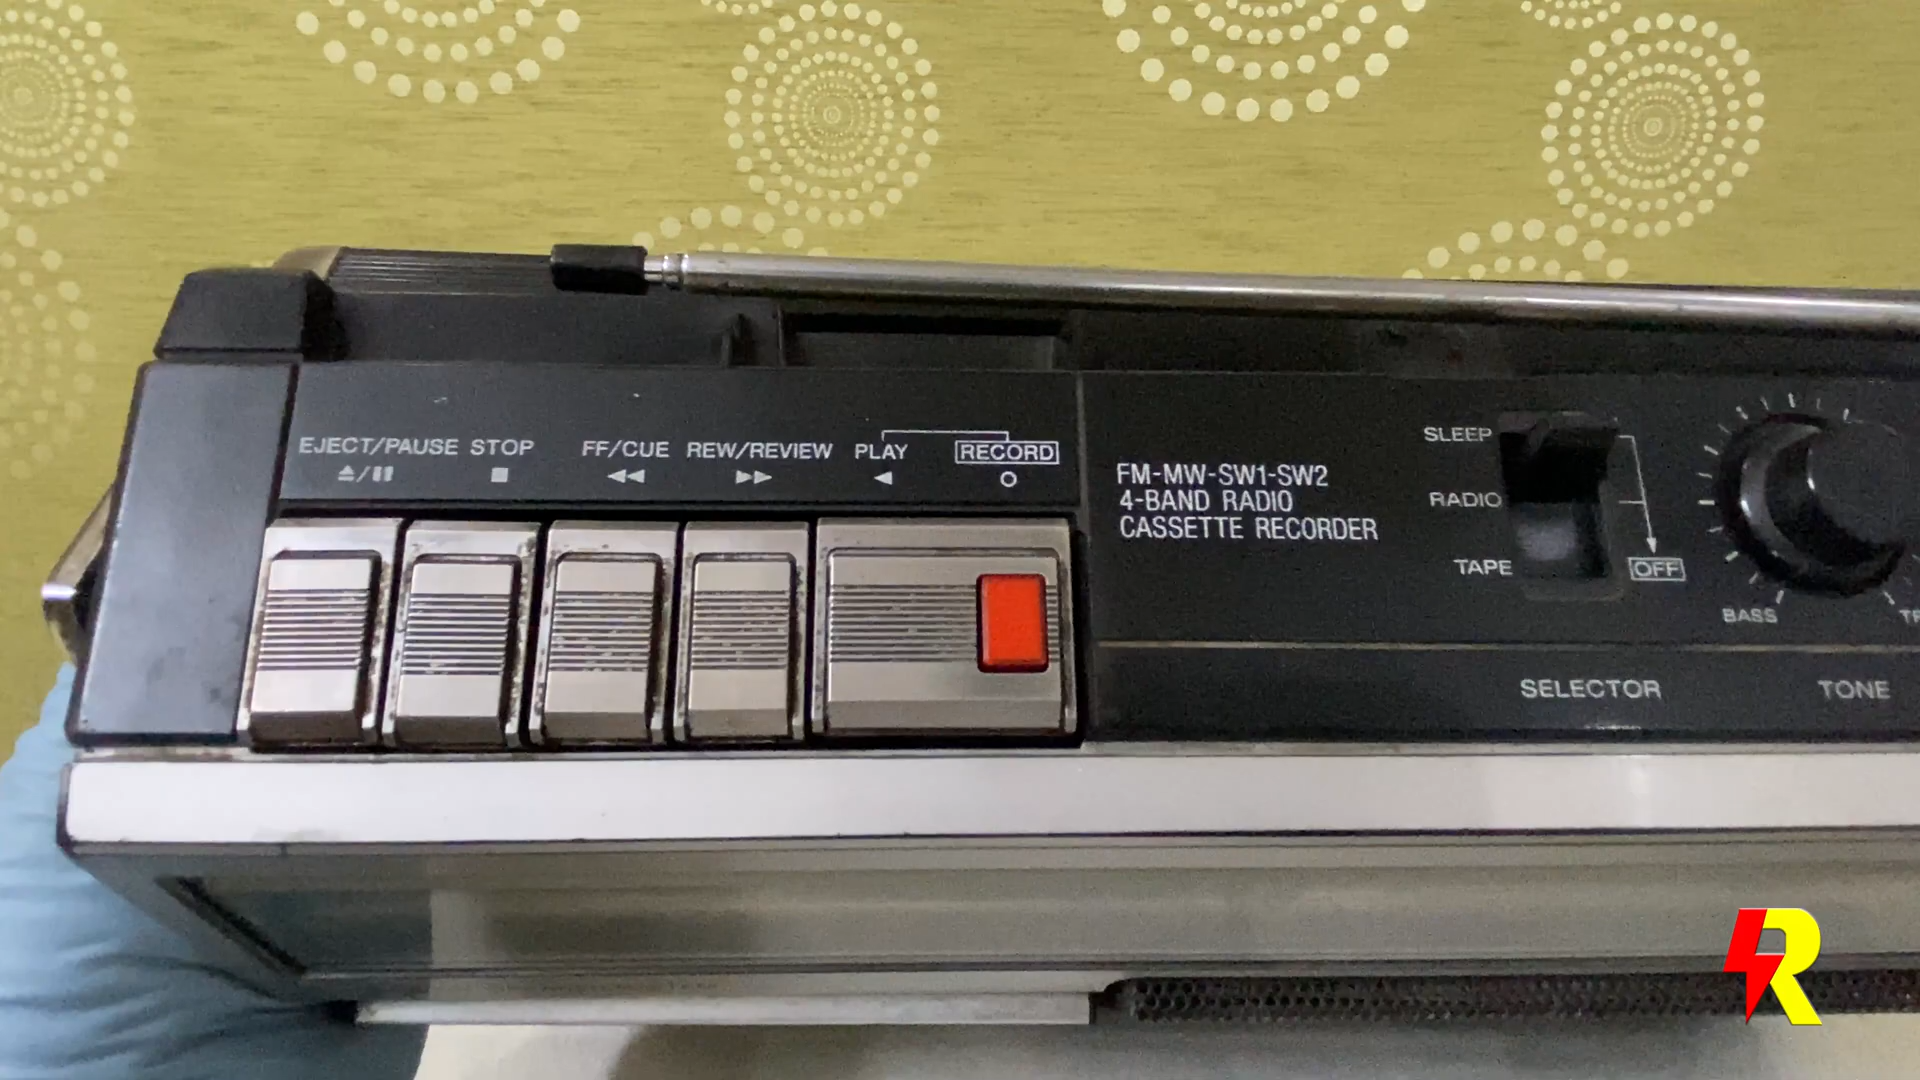 EJECT/PAUSE STOP FF/CUE REW/REVIEW PLAY RECORD
FM-MW-SW1-SW2
4-BAND RADIO
CASSETTE RECORDER
SLEEP
RADIO
TAPE
OFF
BASS
SELECTOR
TONE
R